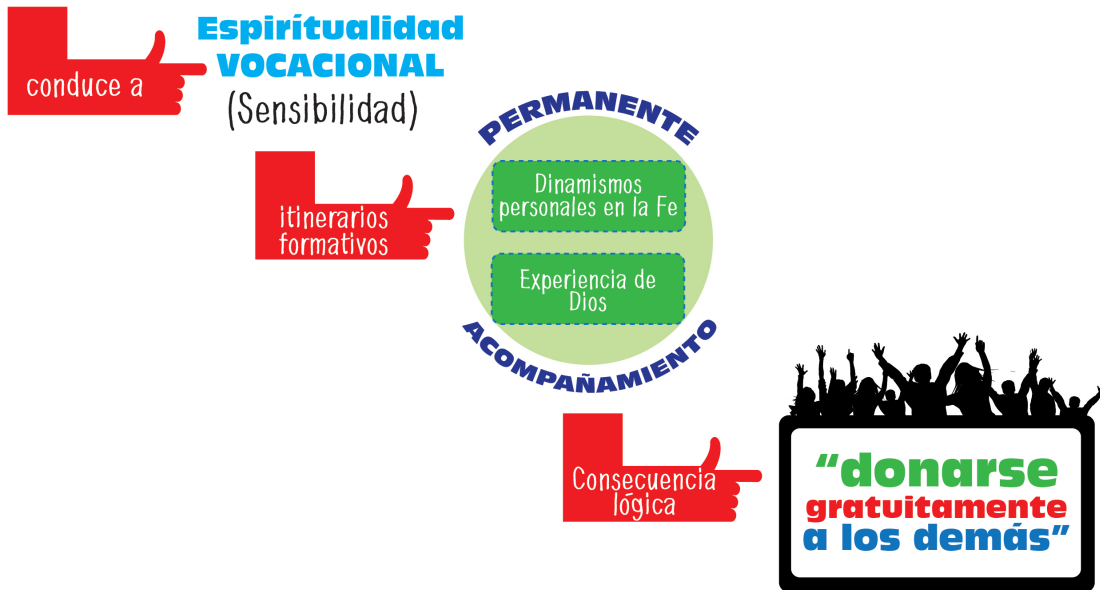 conduce a
Espirítualidad
VOCACIONAL
(Sensibilidad)
itinerarios
formativos
PERMANENTE
Dinamismos
personales en la Fe
Experiencia de
Dios
ACOMPAÑAMIENTO
Consecuencia
lógica
“donarse
gratuitamente
a los demás”